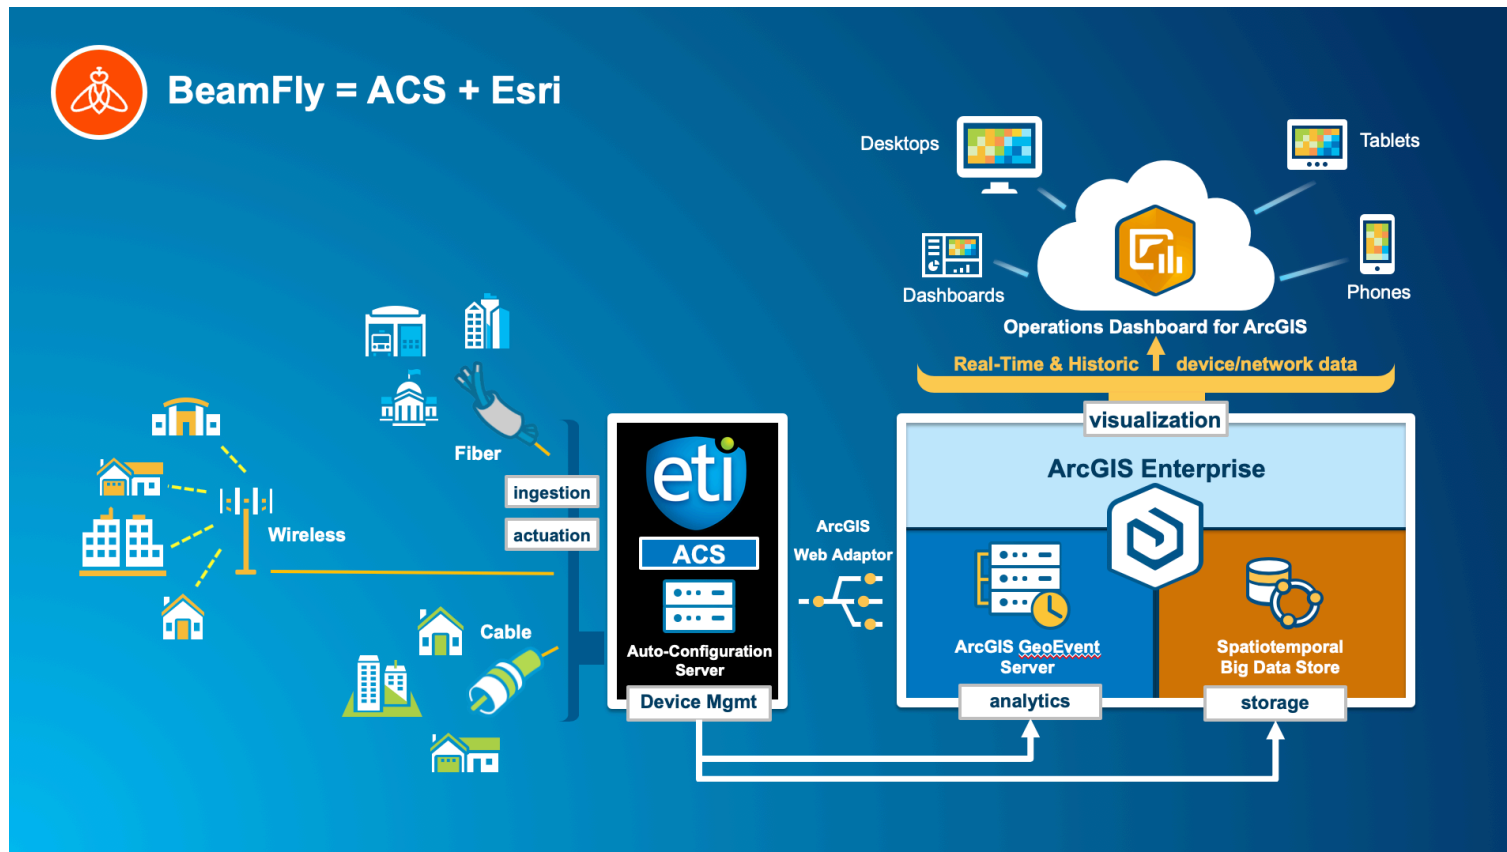 BeamFly = ACS + Esri
Desktops
Tablets
Dashboards
Phones
Operations Dashboard for ArcGIS
Real-Time & Historic device/network data
visualization
ArcGIS Enterprise
Fiber
ingestion
actuation
Wireless
Cable
eti
ACS
Auto-Configuration
Server
Device Mgmt
ArcGIS
Web Adaptor
ArcGIS GeoEvent
Server
analytics
Spatiotemporal
Big Data Store
storage